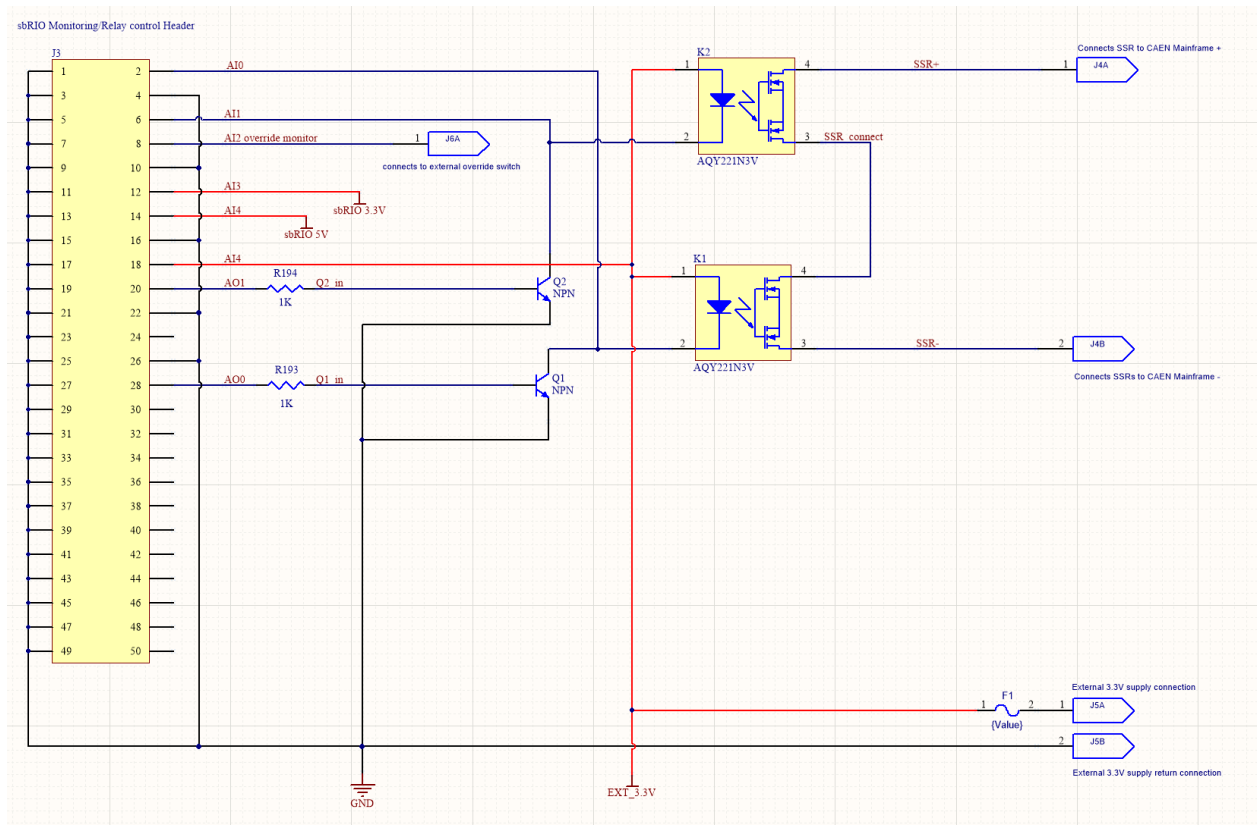 sbRIO Monitoring/Relay control Header
J3
1 2
3 4
5 6
7 8
9 10
11 12
13 14
15 16
17 18
19 20
21 22
23 24
25 26
27 28
29 30
31 32
33 34
35 36
37 38
39 40
41 42
43 44
45 46
47 48
49 50
AI0
AI1
AI2 override monitor
1
J6A
connects to external override switch
AI3
sbRIO 3.3V
AI4
sbRIO 5V
AI4
R194
AO1
Q2_in
1K
Q2
NPN
R193
AO0
Q1_in
1K
Q1
NPN
K2
1
2
4
3
AQY221N3V
SSR+
SSR_connect
Connects SSR to CAEN Mainframe +
1
J4A
K1
1
2
4
3
AQY221N3V
SSR-
2
J4B
Connects SSRs to CAEN Mainframe -
External 3.3V supply connection
F1
1 2
{Value}
1
J5A
2
J5B
External 3.3V supply return connection
GND
EXT_3.3V